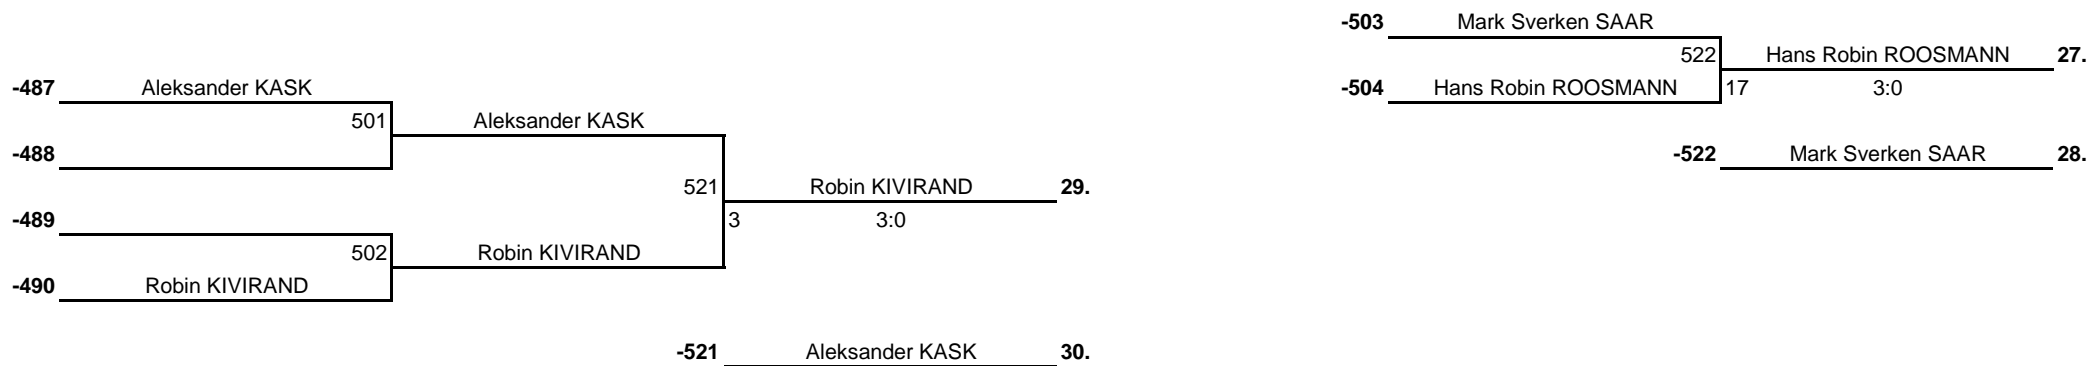 -503 Mark Sverken SAAR
522 Hans Robin ROOSMANN 27.
-487 Aleksander KASK
-504 Hans Robin ROOSMANN 17 3:0
501 Aleksander KASK
-488
-522 Mark Sverken SAAR 28.
521 Robin KIVIRAND 29.
-489
3 3:0
502 Robin KIVIRAND
-490 Robin KIVIRAND
-521 Aleksander KASK 30.